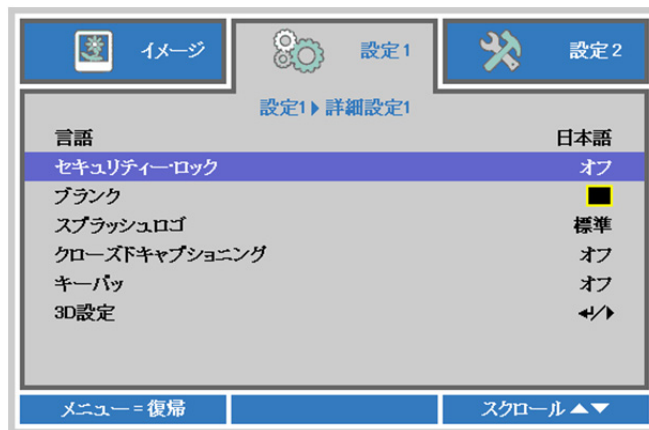 イメージ 設定1 設定2
設定1▶詳細設定1
言語 日本語
セキュリティー・ロック オフ
ブランク
スプラッシュロゴ 標準
クローズドキャプショニング オフ
キーパッ オフ
3D設定 ↵/▶
メニュー=復帰 スクロール▲▼